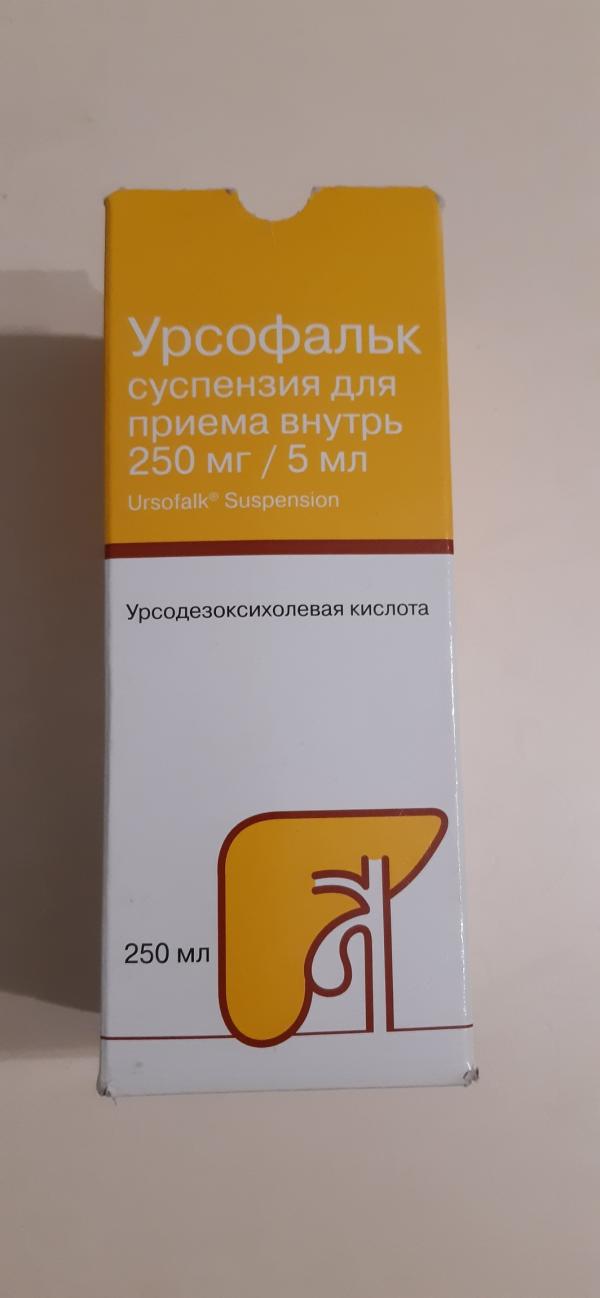 Урсофальк
суспензия для
приема внутрь
250 мг / 5 мл
Ursofalk® Suspension
Урсодезоксихолевая кислота
250 мл